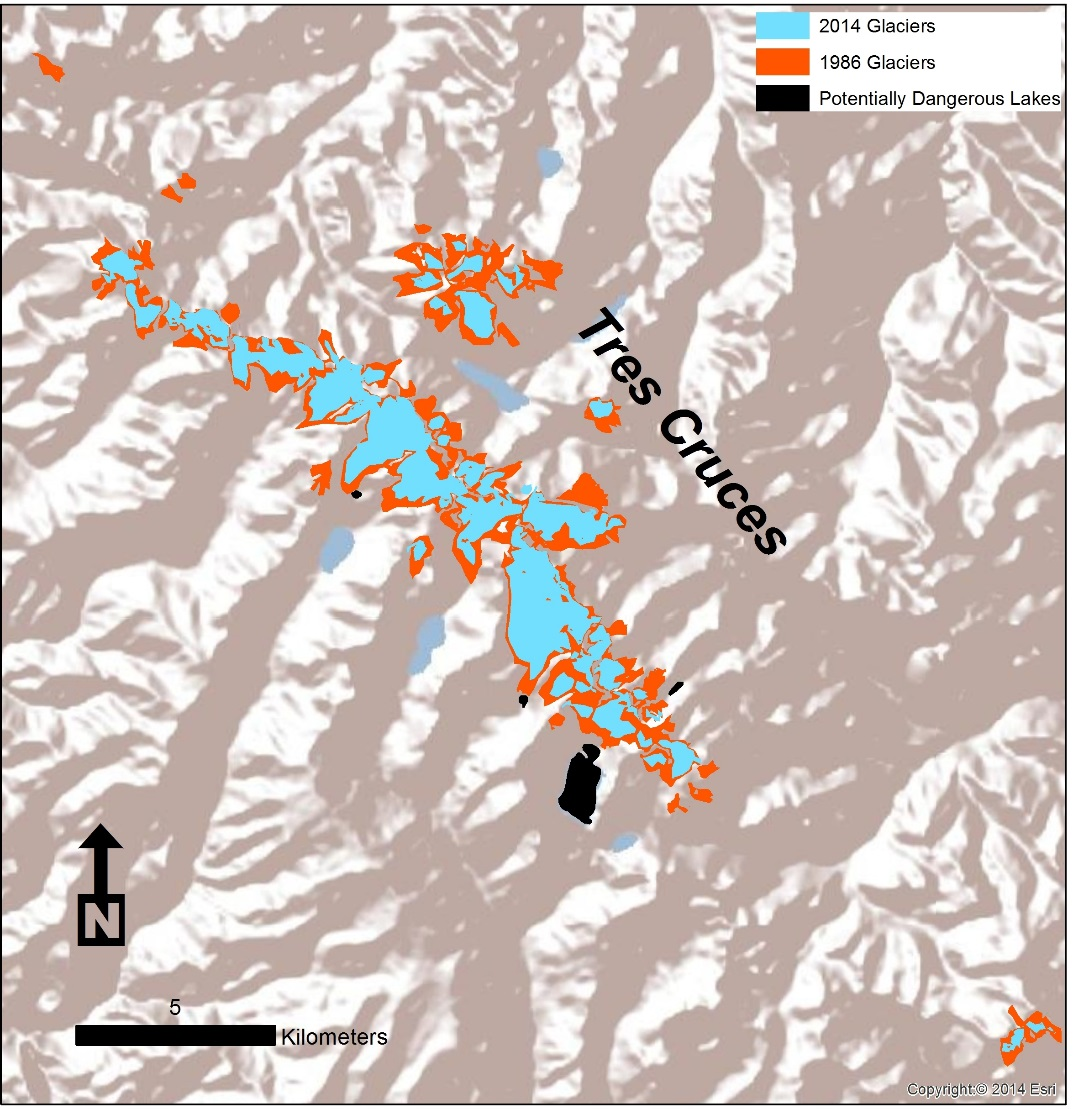 2014 Glaciers
1986 Glaciers
Potentially Dangerous Lakes
Tres Cruces
N
5
Kilometers
Copyright:© 2014 Esri